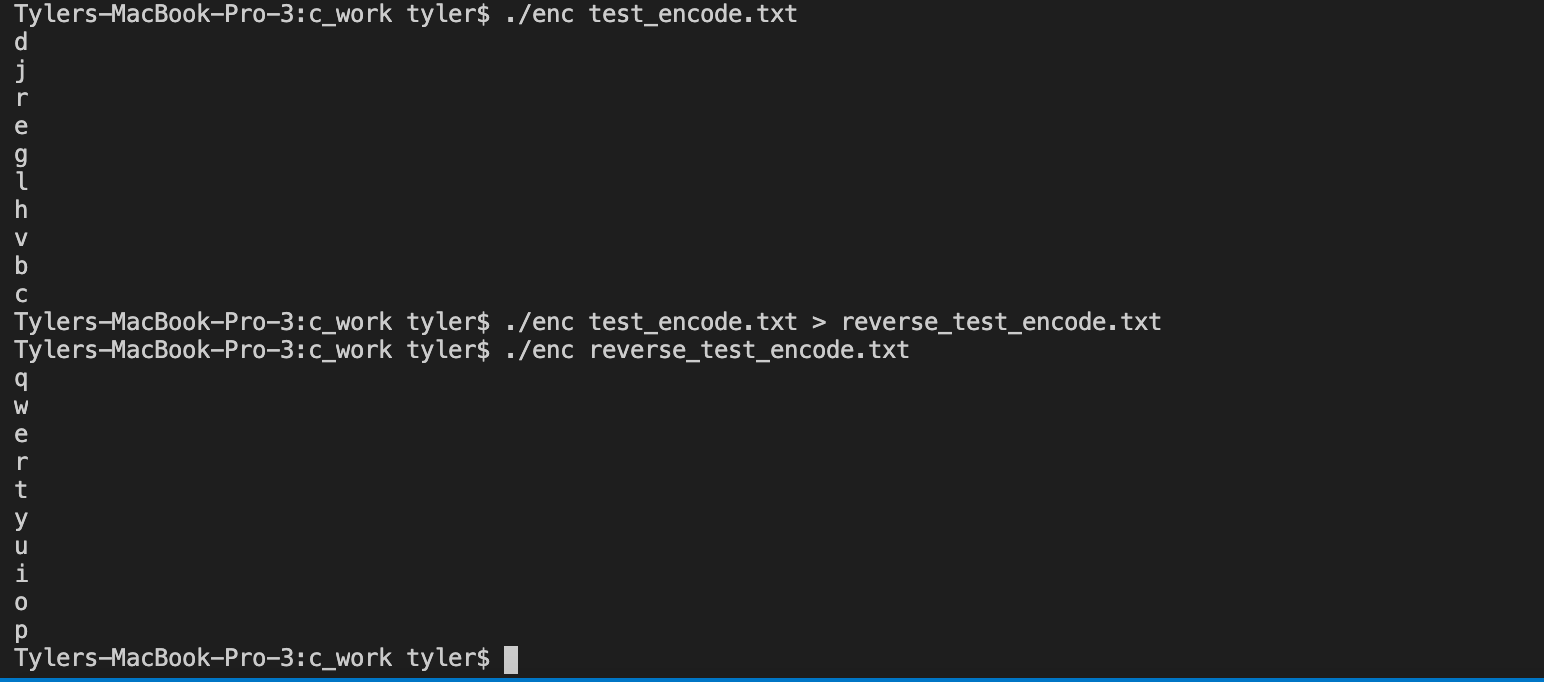 Tylers-MacBook-Pro-3:c_work tyler$ ./enc test_encode.txt
d
j
r
e
g
l
h
v
b
c
Tylers-MacBook-Pro-3:c_work tyler$ ./enc test_encode.txt > reverse_test_encode.txt
Tylers-MacBook-Pro-3:c_work tyler$ ./enc reverse_test_encode.txt
q
w
e
r
t
y
u
i
o
p
Tylers-MacBook-Pro-3:c_work tyler$